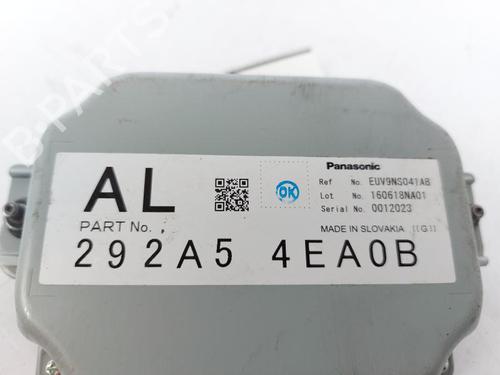 Panasonic
AL
OK
Ref No. EUV9NS041AB
Lot No. 160618NA01
Serial No. 0012023
PART No.
MADE IN SLOVAKIA [[G]]
292A5 4EA0B
B-PARTS